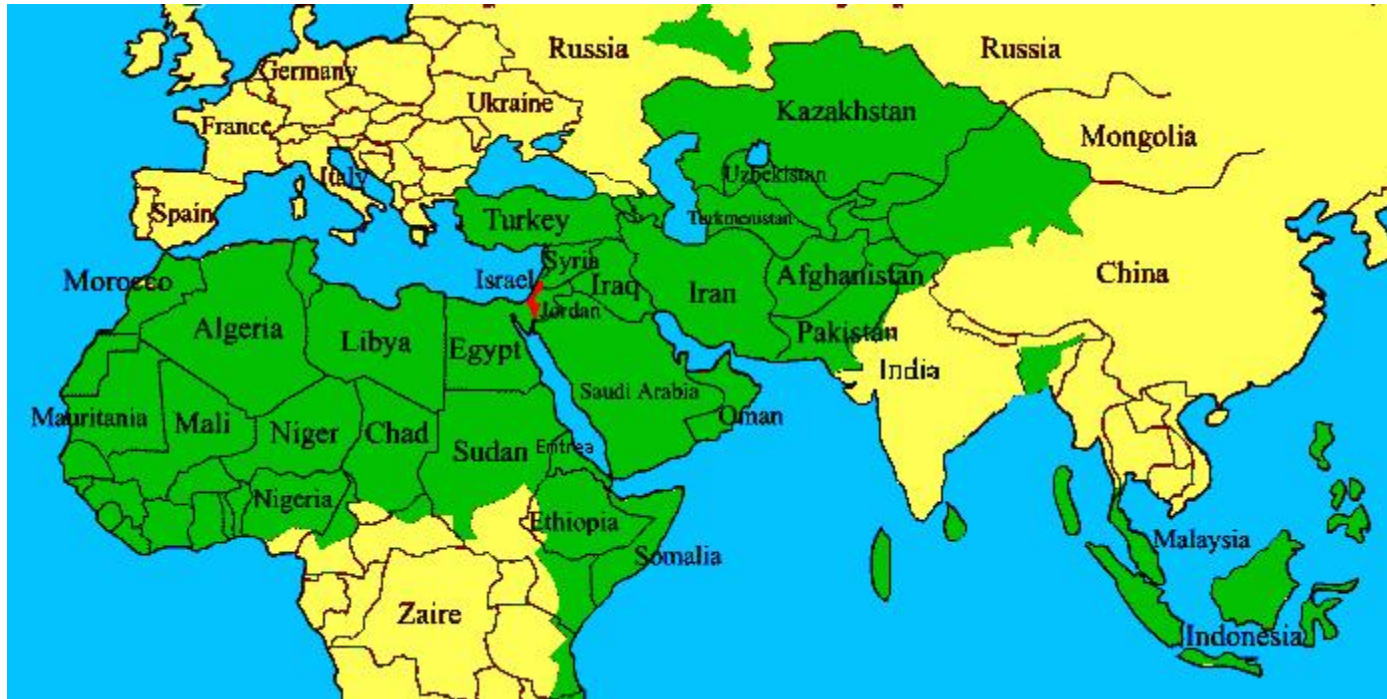 Russia
Russia
Germany
Ukraine
Kazakhstan
France
Mongolia
Italy
Uzbekistan
Spain
Turkey
Turkmenistan
Syria
Morocco
Israel
Iraq
Iran
Afghanistan
China
Jordan
Algeria
Libya
Egypt
Pakistan
India
Saudi Arabia
Mauritania
Mali
Niger
Chad
Oman
Sudan
Eritrea
Nigeria
Ethiopia
Somalia
Malaysia
Zaire
Indonesia